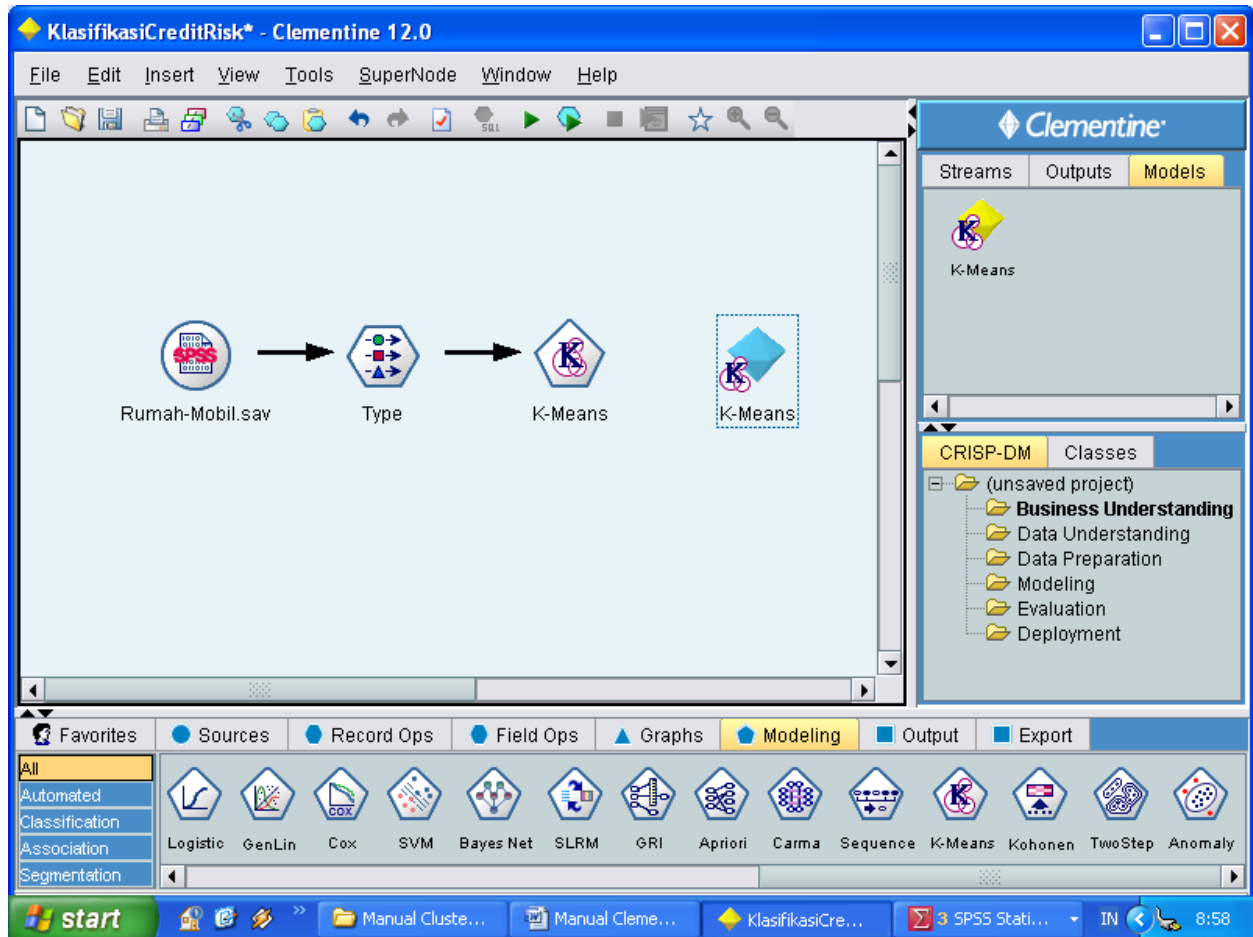 KlasifikasiCreditRisk* - Clementine 12.0
File Edit Insert View Tools SuperNode Window Help
SQL
Clementine
Streams Outputs Models
K
K-Means
SPSS
K
K
Rumah-Mobil.sav Type K-Means K-Means
CRISP-DM Classes
(unsaved project)
Business Understanding
Data Understanding
Data Preparation
Modeling
Evaluation
Deployment
Favorites Sources Record Ops Field Ops Graphs Modeling Output Export
All
Automated
Classification
Association
Segmentation
COX
K
Logistic GenLin Cox SVM Bayes Net SLRM GRI Apriori Carma Sequence K-Means Kohonen TwoStep Anomaly
start Manual Cluste... Manual Cleme... KlasifikasiCre... 3 SPSS Stati... IN 8:58